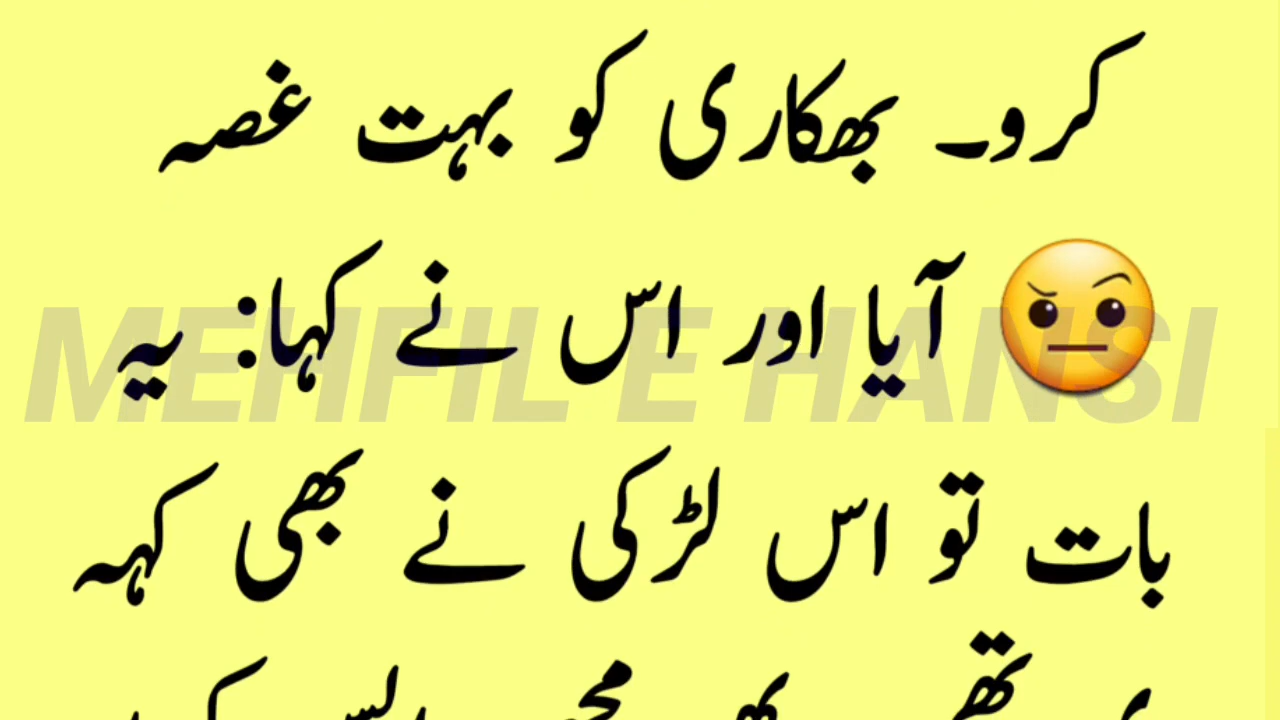 کرو۔ بھکاری کو بہت غصہ
🤨 آیا اور اس نے کہا: یہ
MEHFIL E HANSI
بات تو اس لڑکی نے بھی کہہ